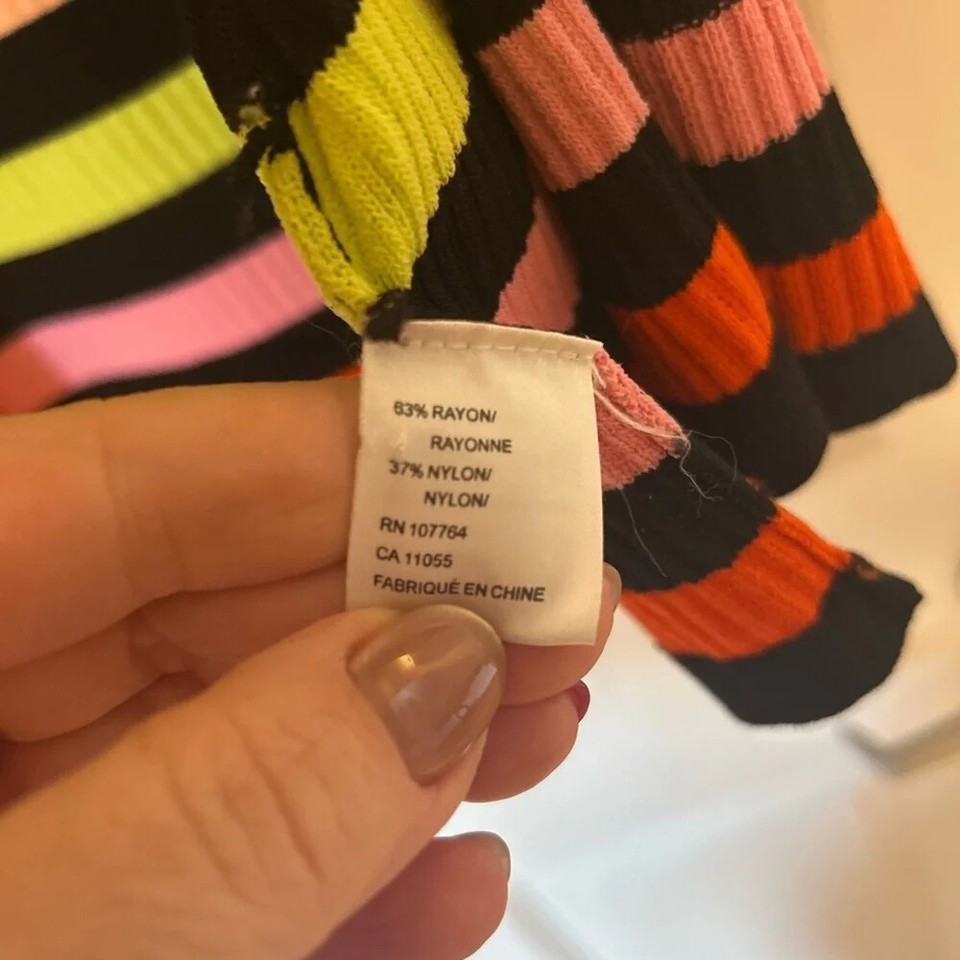 63% RAYON/
RAYONNE
37% NYLON/
NYLON/
RN 107764
CA 11055
FABRIQUÉ EN CHINE